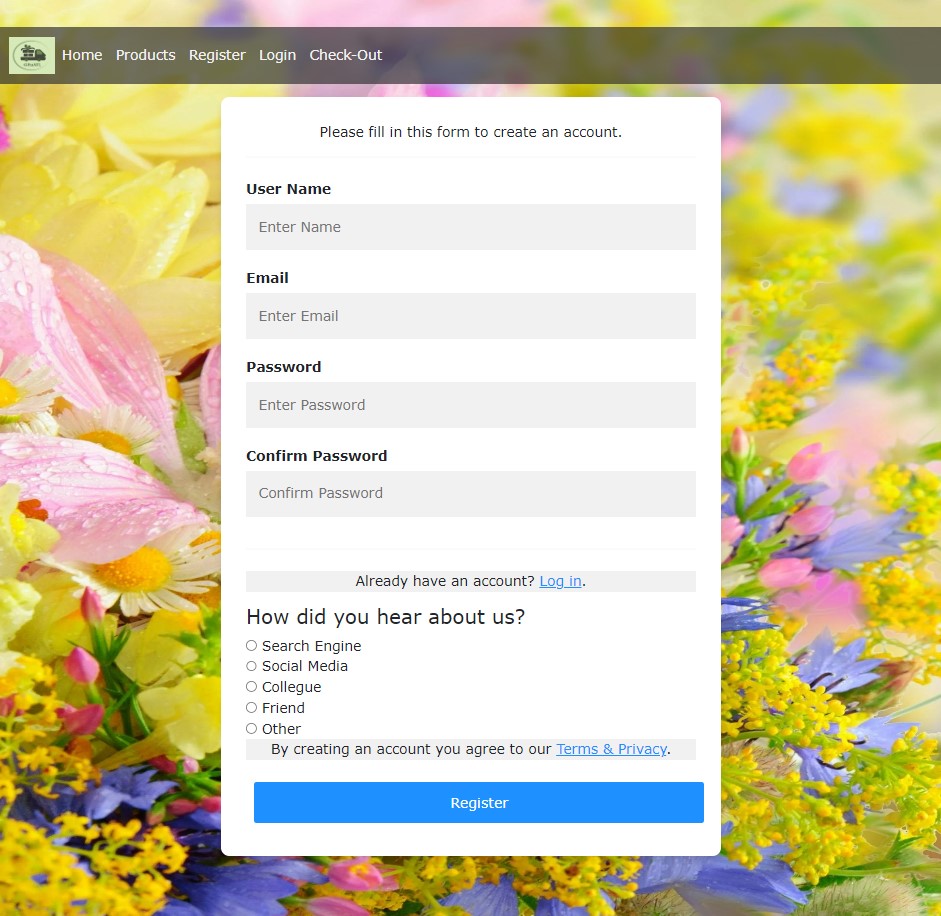 Home Products Register Login Check-Out
Please fill in this form to create an account.
User Name
Enter Name
Email
Enter Email
Password
Enter Password
Confirm Password
Confirm Password
Already have an account? Log in.
How did you hear about us?
Search Engine
Social Media
Collegue
Friend
Other
By creating an account you agree to our Terms & Privacy.
Register